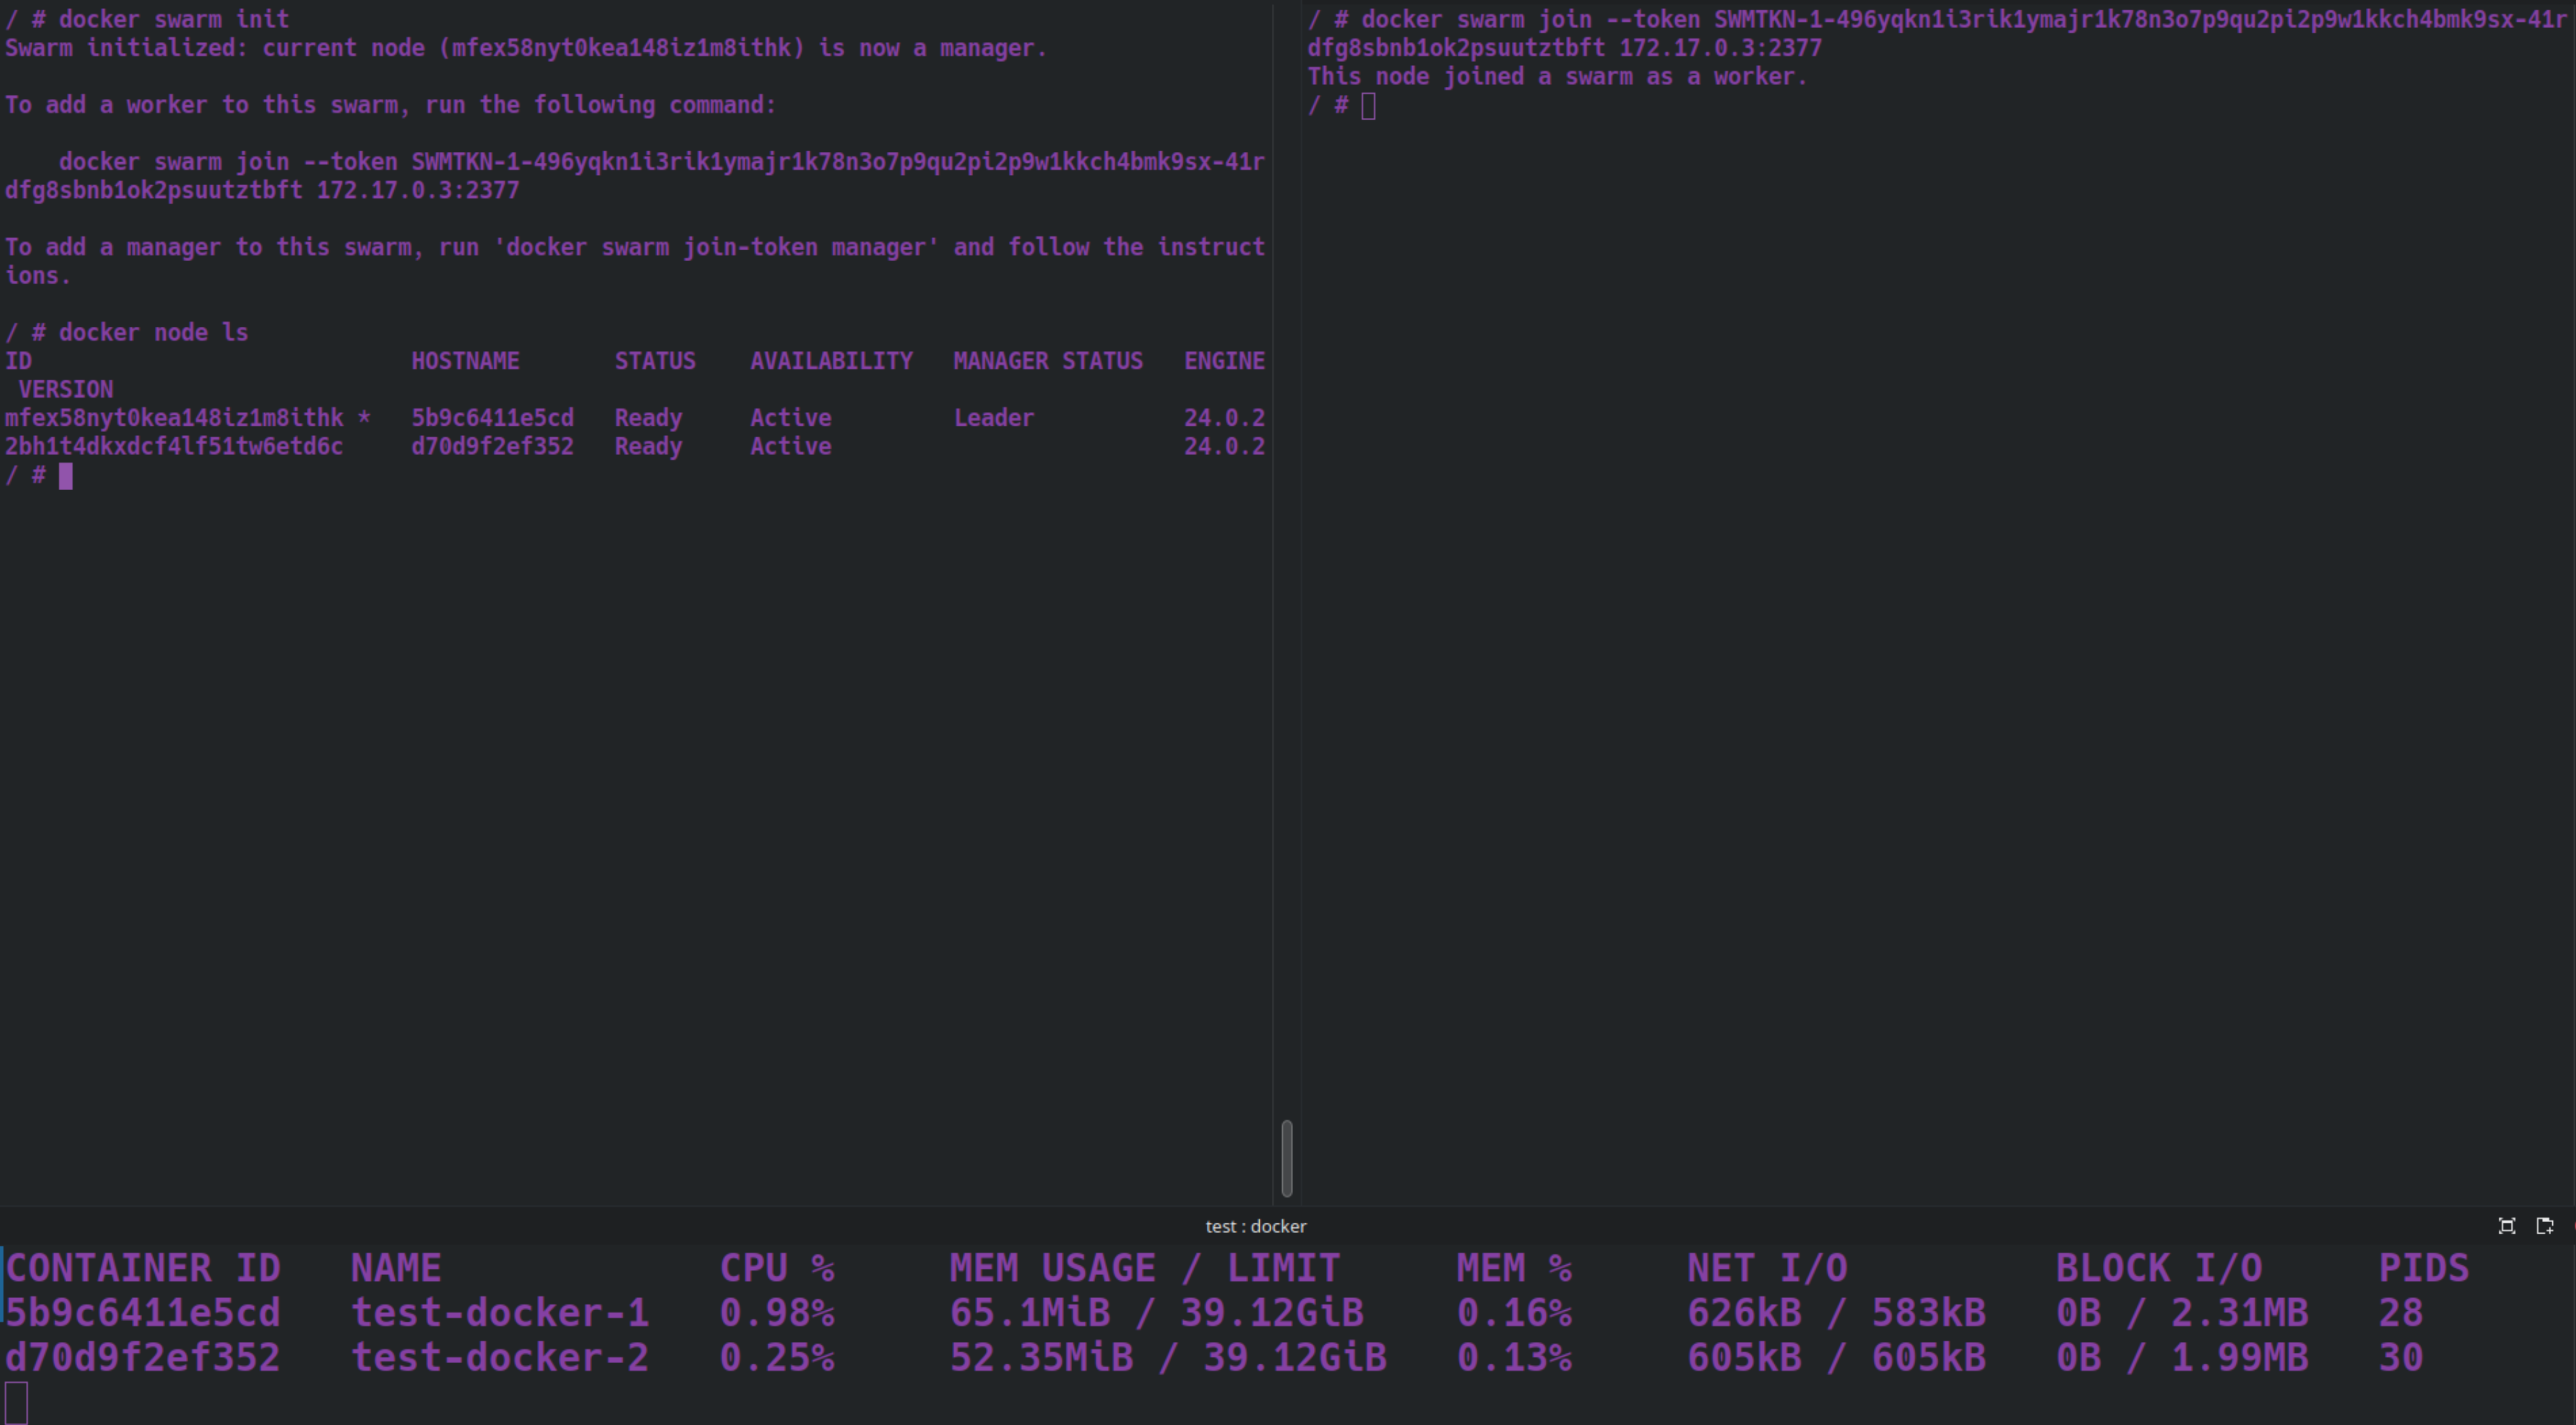 / # docker swarm init
Swarm initialized: current node (mfex58nyt0kea148iz1m8ithk) is now a manager.
To add a worker to this swarm, run the following command:
docker swarm join --token SWMTKN-1-496yqkn1i3rik1ymajr1k78n3o7p9qu2pi2p9w1kkch4bmk9sx-41r
dfg8sbnb1ok2psuutztbft 172.17.0.3:2377
To add a manager to this swarm, run 'docker swarm join-token manager' and follow the instruct
ions.
/ # docker node ls
ID HOSTNAME STATUS AVAILABILITY MANAGER STATUS ENGINE
VERSION
mfex58nyt0kea148iz1m8ithk * 5b9c6411e5cd Ready Active Leader 24.0.2
2bh1t4dkxdcf4lf51tw6etd6c d70d9f2ef352 Ready Active 24.0.2
/ #
/ # docker swarm join --token SWMTKN-1-496yqkn1i3rik1ymajr1k78n3o7p9qu2pi2p9w1kkch4bmk9sx-41r
dfg8sbnb1ok2psuutztbft 172.17.0.3:2377
This node joined a swarm as a worker.
/ #
test : docker
CONTAINER ID NAME CPU % MEM USAGE / LIMIT MEM % NET I/O BLOCK I/O PIDS
5b9c6411e5cd test-docker-1 0.98% 65.1MiB / 39.12GiB 0.16% 626kB / 583kB 0B / 2.31MB 28
d70d9f2ef352 test-docker-2 0.25% 52.35MiB / 39.12GiB 0.13% 605kB / 605kB 0B / 1.99MB 30